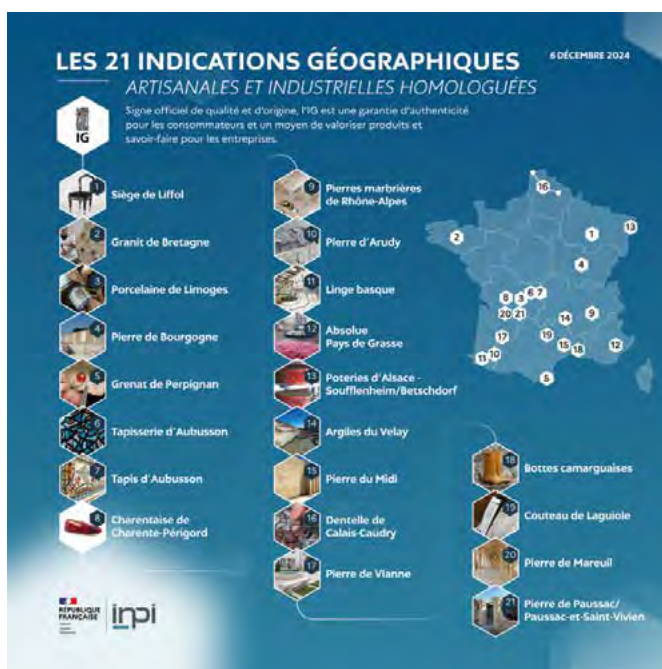 LES 21 INDICATIONS GÉOGRAPHIQUES
6 DÉCEMBRE 2024
ARTISANALES ET INDUSTRIELLES HOMOLOGUÉES
IG
Signe officiel de qualité et d'origine, l'IG est une garantie d'authenticité
pour les consommateurs et un moyen de valoriser produits et
savoir-faire pour les entreprises.
1 Siège de Liffol
2 Granit de Bretagne
3 Porcelaine de Limoges
4 Pierre de Bourgogne
5 Grenat de Perpignan
6 Tapisserie d'Aubusson
7 Tapis d'Aubusson
8 Charentaise de
Charente-Périgord
9 Pierres marbrières
de Rhône-Alpes
10 Pierre d'Arudy
11 Linge basque
12 Absolue
Pays de Grasse
13 Poteries d'Alsace -
Soufflenheim/Betschdorf
14 Argiles du Velay
15 Pierre du Midi
16 Dentelle de
Calais-Caudry
17 Pierre de Vianne
18 Bottes camarguaises
19 Couteau de Laguiole
20 Pierre de Mareuil
21 Pierre de Paussac/
Paussac-et-Saint-Vivien
16
13
2
1
4
8 3 6 7
20 21
14
9
17
19
15 18
12
11 10
5
RÉPUBLIQUE
FRANÇAISE
inpi